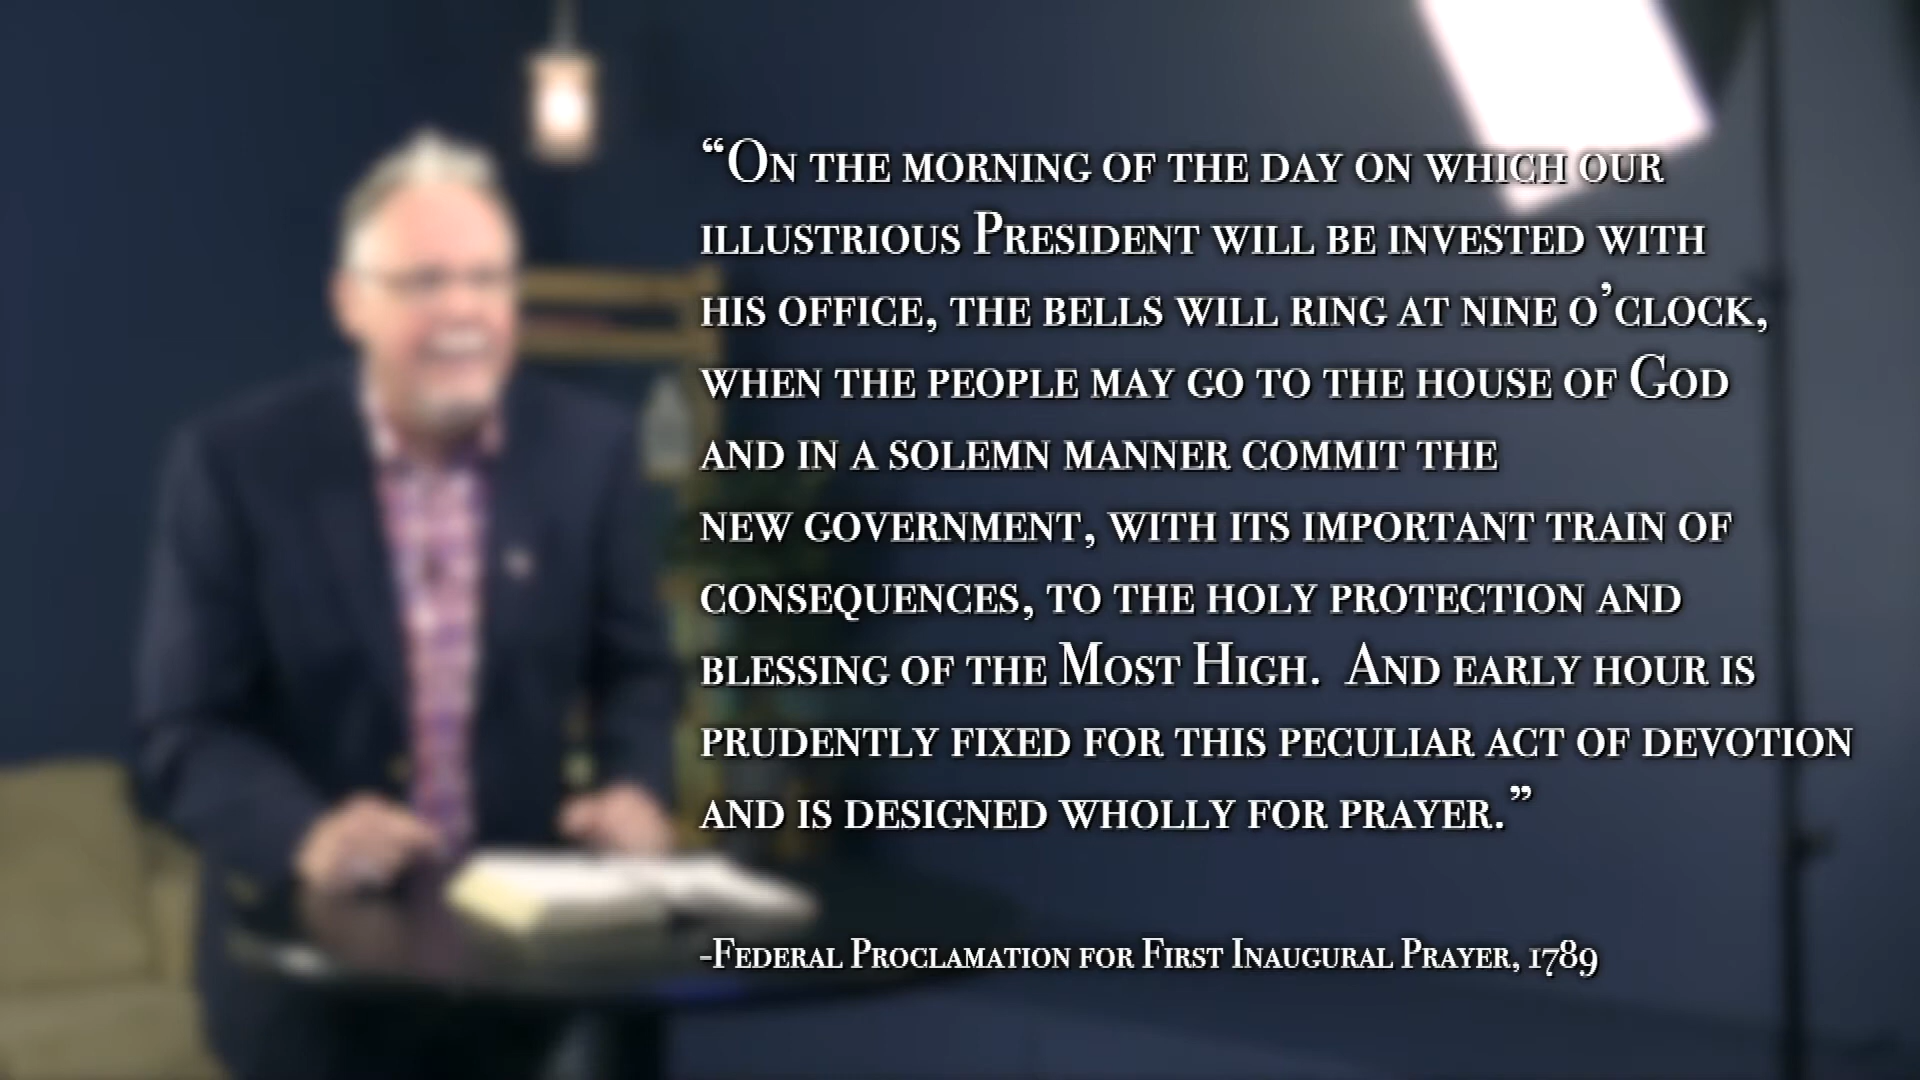 “On the morning of the day on which our
illustrious President will be invested with
his office, the bells will ring at nine o’clock,
when the people may go to the house of God
and in a solemn manner commit the
new government, with its important train of
consequences, to the holy protection and
blessing of the Most High.  And early hour is
prudently fixed for this peculiar act of devotion
and is designed wholly for prayer.”
-Federal Proclamation for First Inaugural Prayer, 1789